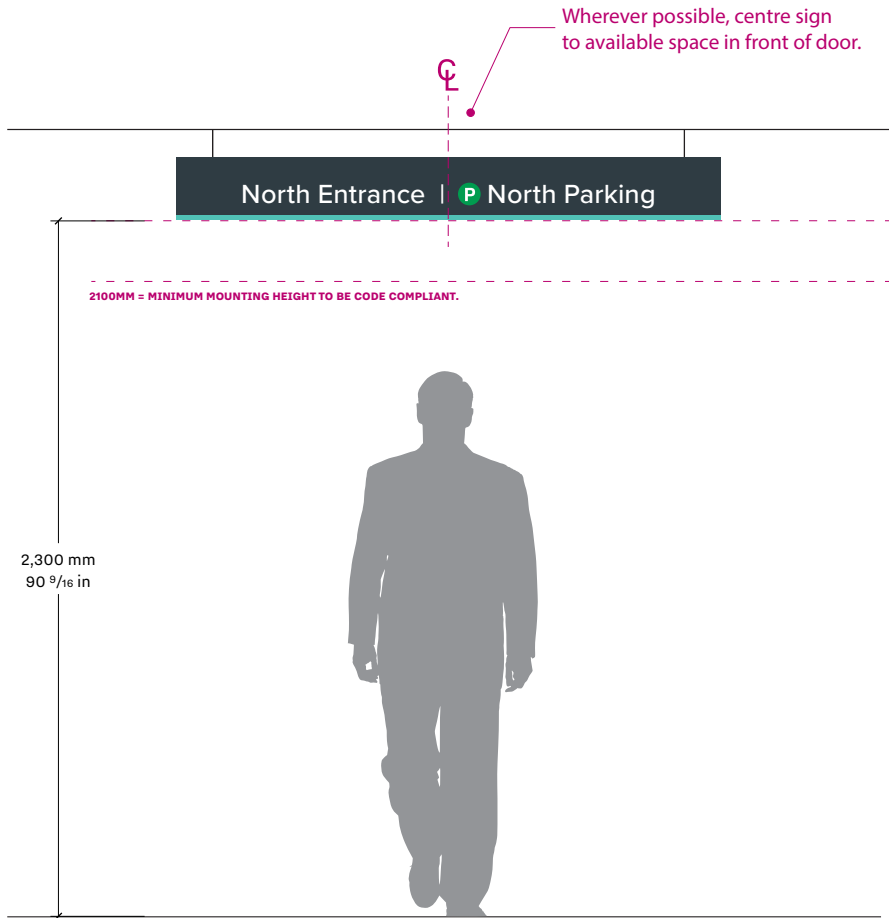 Wherever possible, centre sign
to available space in front of door.
℄
North Entrance | P North Parking
2100MM = MINIMUM MOUNTING HEIGHT TO BE CODE COMPLIANT.
2,300 mm
90 9/16 in